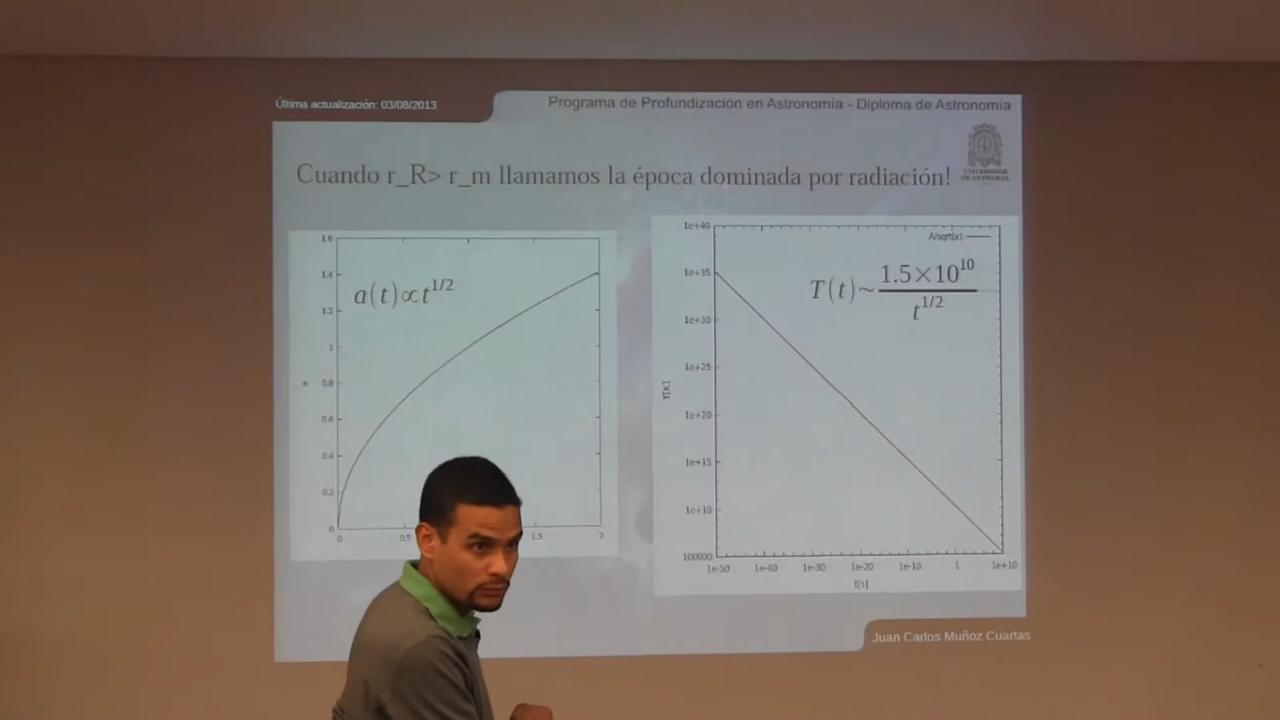 Última actualización: 03/08/2013
Programa de Profundización en Astronomía - Diploma de Astronomía
Cuando r_R> r_m llamamos la época dominada por radiación!
UNIVERSIDAD
DE ANTIOQUIA
a(t)∝t^1/2
1.6
1.4
1.2
1
0.8
0.6
0.4
0.2
0
a
0 0.5 1.5 2
T(t)~1.5×10^10/t^1/2
A/sqrt(x)
1e+40
1e+35
1e+30
1e+25
1e+20
1e+15
1e+10
100000
T[K]
1e-50 1e-40 1e-30 1e-20 1e-10 1 1e+10
t[s]
Juan Carlos Muñoz Cuartas